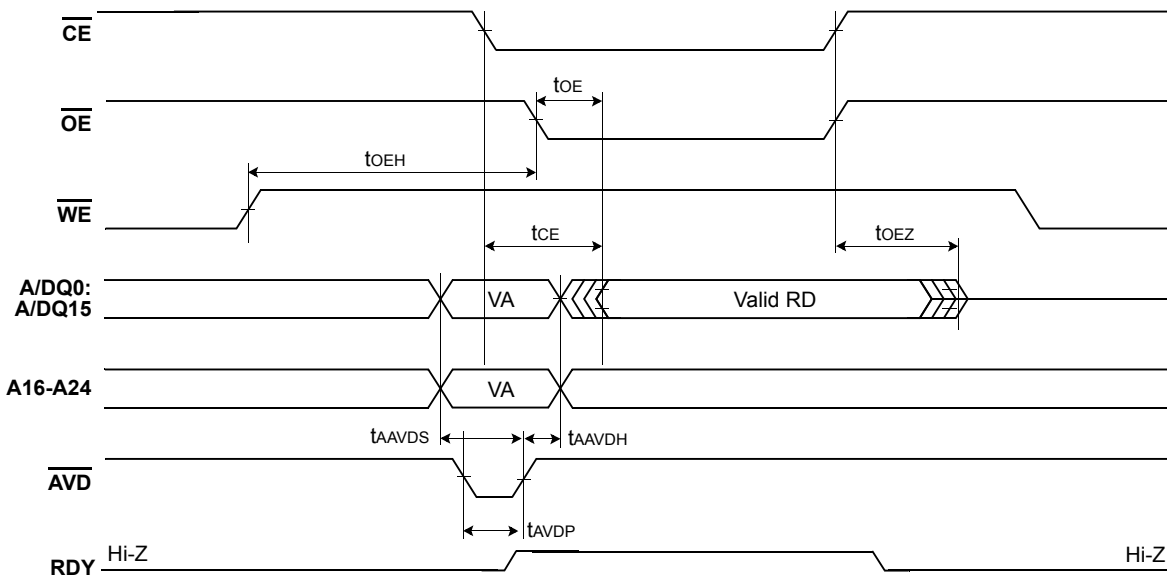 CE
tOE
OE
tOEH
WE
tCE
tOEZ
A/DQ0:
A/DQ15
VA
Valid RD
A16-A24
VA
tAAVDS
tAAVDH
AVD
tAVDP
Hi-Z
RDY
Hi-Z